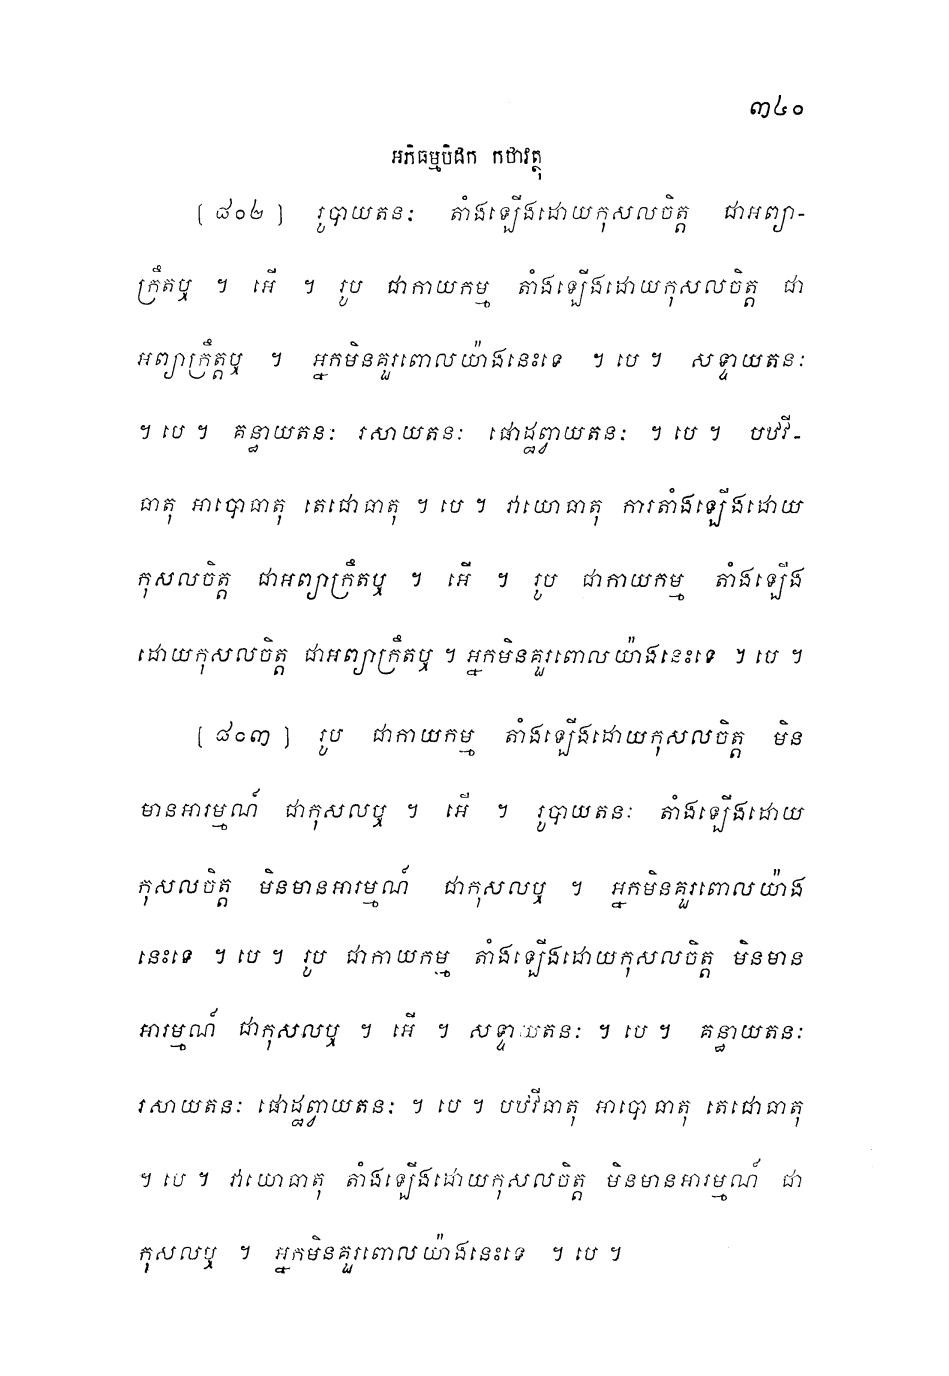 ៣៤០
អភិធម្មបិដក កថាវត្ថុ
[៨០២] រូបាយតនៈ តាំងឡើងដោយកុសលចិត្ត ជាអព្យា-
ក្រឹតឬ ។ អើ ។ រូប ជាកាយកម្ម តាំងឡើងដោយកុសលចិត្ត ជា
អព្យាក្រឹត្តឬ ។ អ្នកមិនគួរពោលយ៉ាងនេះទេ ។ បេ ។ សទ្ទាយតនៈ
។ បេ ។ គន្ធាយតនៈ រសាយតនៈ ផោដ្ឋព្វាយតនៈ ។ បេ ។ បឋវី-
ធាតុ អាបោធាតុ តេជោធាតុ ។ បេ ។ វាយោធាតុ ការតាំងឡើងដោយ
កុសលចិត្ត ជាអព្យាក្រឹតឬ ។ អើ ។ រូប ជាកាយកម្ម តាំងឡើង
ដោយកុសលចិត្ត ជាអព្យាក្រឹតឬ ។ អ្នកមិនគួរពោលយ៉ាងនេះទេ ។ បេ ។
[៨០៣] រូប ជាកាយកម្ម តាំងឡើងដោយកុសលចិត្ត មិន
មានអារម្មណ៍ ជាកុសលឬ ។ អើ ។ រូបាយតនៈ តាំងឡើងដោយ
កុសលចិត្ត មិនមានអារម្មណ៍ ជាកុសលឬ ។ អ្នកមិនគួរពោលយ៉ាង
នេះទេ ។ បេ ។ រូប ជាកាយកម្ម តាំងឡើងដោយកុសលចិត្ត មិនមាន
អារម្មណ៍ ជាកុសលឬ ។ អើ ។ សទ្ទាយតនៈ ។ បេ ។ គន្ធាយតនៈ
រសាយតនៈ ផោដ្ឋព្វាយតនៈ ។ បេ ។ បឋវីធាតុ អាបោធាតុ តេជោធាតុ
។ បេ ។ វាយោធាតុ តាំងឡើងដោយកុសលចិត្ត មិនមានអារម្មណ៍ ជា
កុសលឬ ។ អ្នកមិនគួរពោលយ៉ាងនេះទេ ។ បេ ។